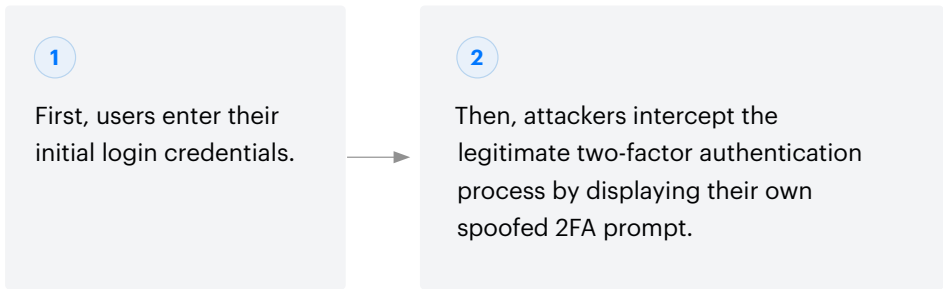 1
First, users enter their
initial login credentials.
2
Then, attackers intercept the
legitimate two-factor authentication
process by displaying their own
spoofed 2FA prompt.